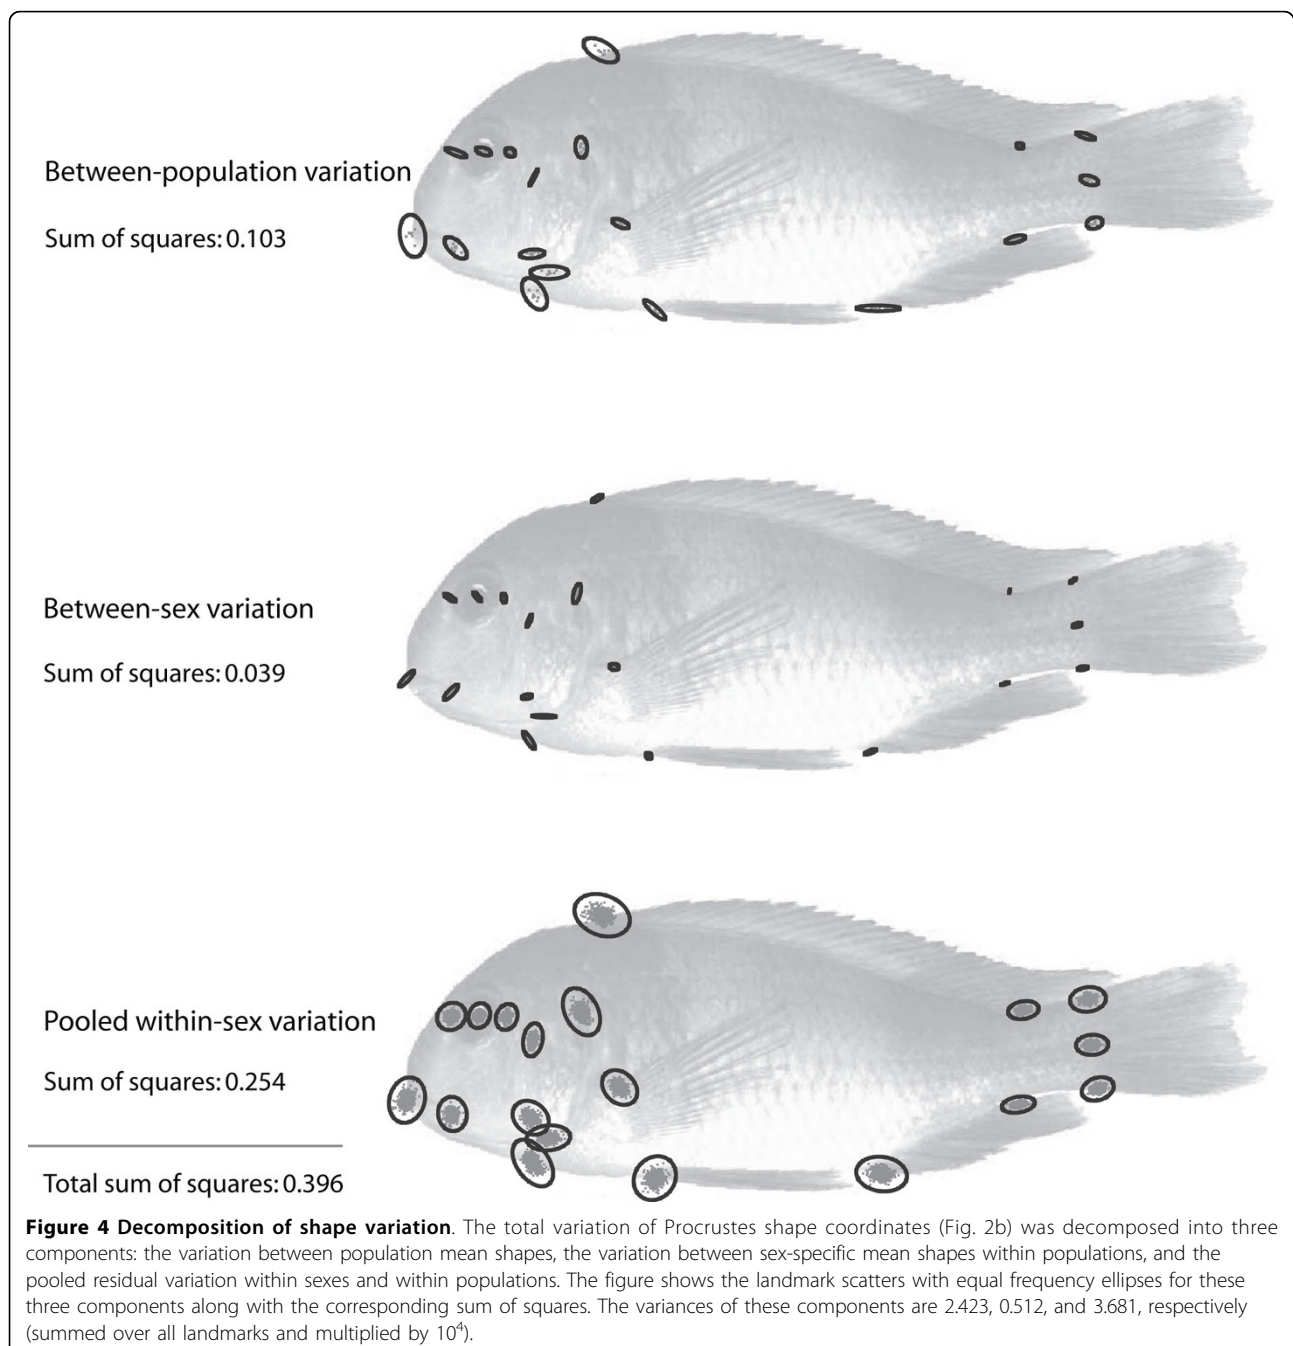 Between-population variation
Sum of squares: 0.103
Between-sex variation
Sum of squares: 0.039
Pooled within-sex variation
Sum of squares: 0.254
Total sum of squares: 0.396
Figure 4 Decomposition of shape variation. The total variation of Procrustes shape coordinates (Fig. 2b) was decomposed into three
components: the variation between population mean shapes, the variation between sex-specific mean shapes within populations, and the
pooled residual variation within sexes and within populations. The figure shows the landmark scatters with equal frequency ellipses for these
three components along with the corresponding sum of squares. The variances of these components are 2.423, 0.512, and 3.681, respectively
(summed over all landmarks and multiplied by 10⁴).